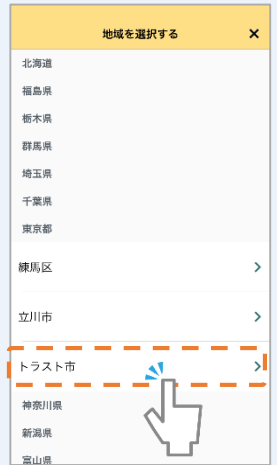 地域を選択する ×
北海道
福島県
栃木県
群馬県
埼玉県
千葉県
東京都
練馬区
立川市
トラスト市
神奈川県
新潟県
富山県